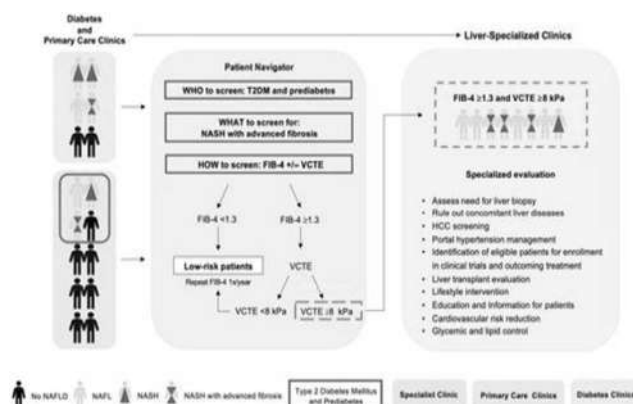 Diabetes
and
Primary Care Clinics
Liver-Specialized Clinics
Patient Navigator
WHO to screen: T2DM and prediabetes
WHAT to screen for:
NASH with advanced fibrosis
HOW to screen: FIB-4 +/− VCTE
FIB-4 <1.3
FIB-4 ≥1.3
Low-risk patients
Repeat FIB-4 1x/year
VCTE
VCTE <8 kPa
VCTE ≥8 kPa
FIB-4 ≥1.3 and VCTE ≥8 kPa
Specialized evaluation
• Assess need for liver biopsy
• Rule out concomitant liver diseases
• HCC screening
• Portal hypertension management
• Identification of eligible patients for enrollment
in clinical trials and outcoming treatment
• Liver transplant evaluation
• Lifestyle intervention
• Education and Information for patients
• Cardiovascular risk reduction
• Glycemic and lipid control
No NAFLD
NAFL
NASH
NASH with advanced fibrosis
Type 2 Diabetes Mellitus
and Prediabetes
Specialist Clinic
Primary Care Clinics
Diabetes Clinics